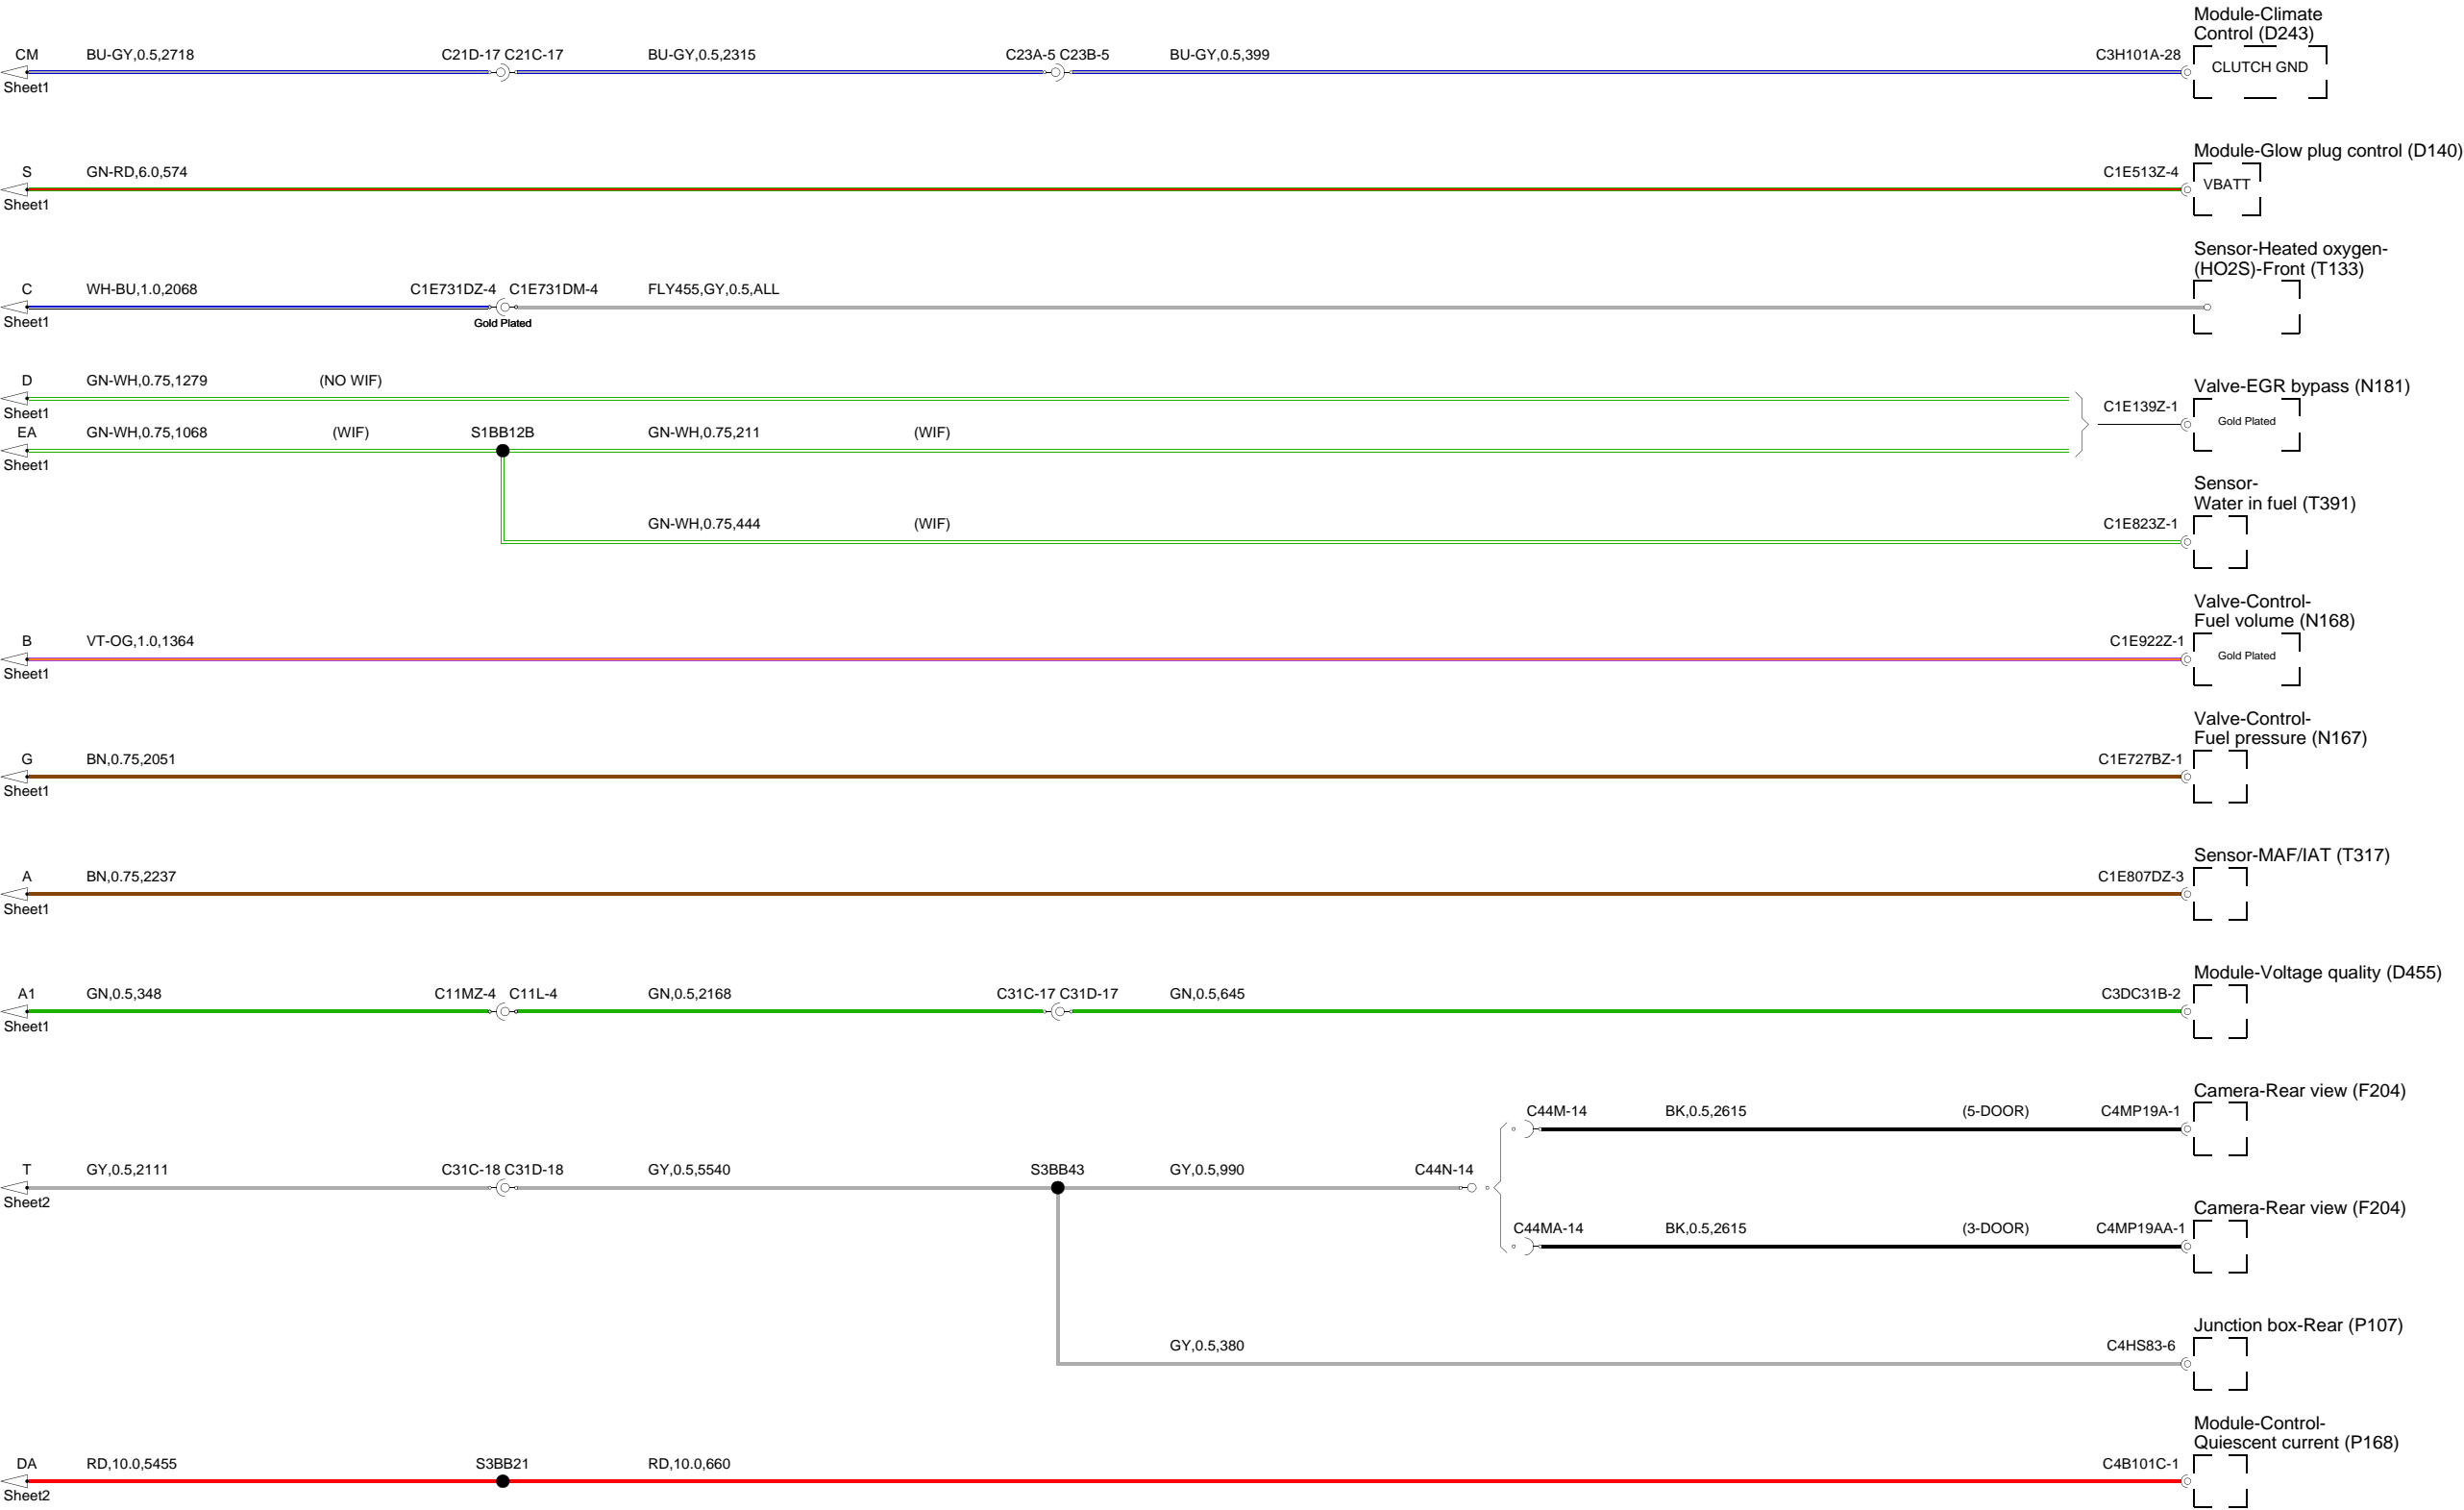 Module-Climate
Control (D243)
CM BU-GY,0.5,2718 C21D-17 C21C-17 BU-GY,0.5,2315 C23A-5 C23B-5 BU-GY,0.5,399 C3H101A-28
CLUTCH GND
Sheet1
Module-Glow plug control (D140)
S GN-RD,6.0,574 C1E513Z-4
VBATT
Sheet1
Sensor-Heated oxygen-
(HO2S)-Front (T133)
C WH-BU,1.0,2068 C1E731DZ-4 C1E731DM-4 FLY455,GY,0.5,ALL
Sheet1
Gold Plated
D GN-WH,0.75,1279 (NO WIF)
Valve-EGR bypass (N181)
Sheet1
C1E139Z-1
Gold Plated
EA GN-WH,0.75,1068 (WIF) S1BB12B GN-WH,0.75,211 (WIF)
Sheet1
Sensor-
Water in fuel (T391)
GN-WH,0.75,444 (WIF) C1E823Z-1
Valve-Control-
Fuel volume (N168)
B VT-OG,1.0,1364 C1E922Z-1
Gold Plated
Sheet1
Valve-Control-
Fuel pressure (N167)
G BN,0.75,2051 C1E727BZ-1
Sheet1
Sensor-MAF/IAT (T317)
A BN,0.75,2237 C1E807DZ-3
Sheet1
Module-Voltage quality (D455)
A1 GN,0.5,348 C11MZ-4 C11L-4 GN,0.5,2168 C31C-17 C31D-17 GN,0.5,645 C3DC31B-2
Sheet1
Camera-Rear view (F204)
C44M-14 BK,0.5,2615 (5-DOOR) C4MP19A-1
T GY,0.5,2111 C31C-18 C31D-18 GY,0.5,5540 S3BB43 GY,0.5,990 C44N-14
Sheet2
Camera-Rear view (F204)
C44MA-14 BK,0.5,2615 (3-DOOR) C4MP19AA-1
Junction box-Rear (P107)
GY,0.5,380 C4HS83-6
Module-Control-
Quiescent current (P168)
DA RD,10.0,5455 S3BB21 RD,10.0,660 C4B101C-1
Sheet2